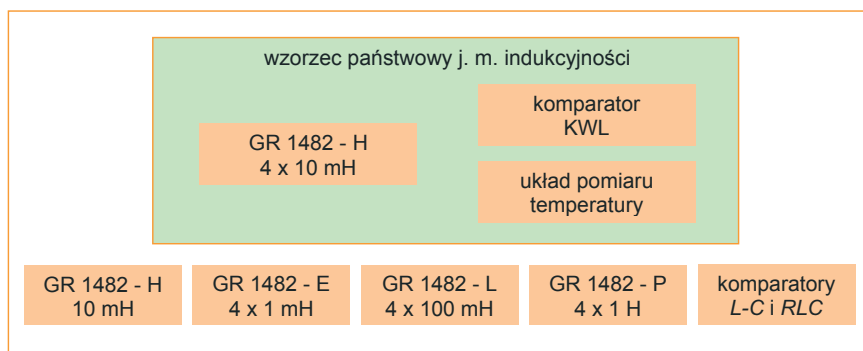 wzorzec państwowy j. m. indukcyjności
GR 1482 - H
4 x 10 mH
komparator
KWL
układ pomiaru
temperatury
GR 1482 - H
10 mH
GR 1482 - E
4 x 1 mH
GR 1482 - L
4 x 100 mH
GR 1482 - P
4 x 1 H
komparatory
L-C i RLC